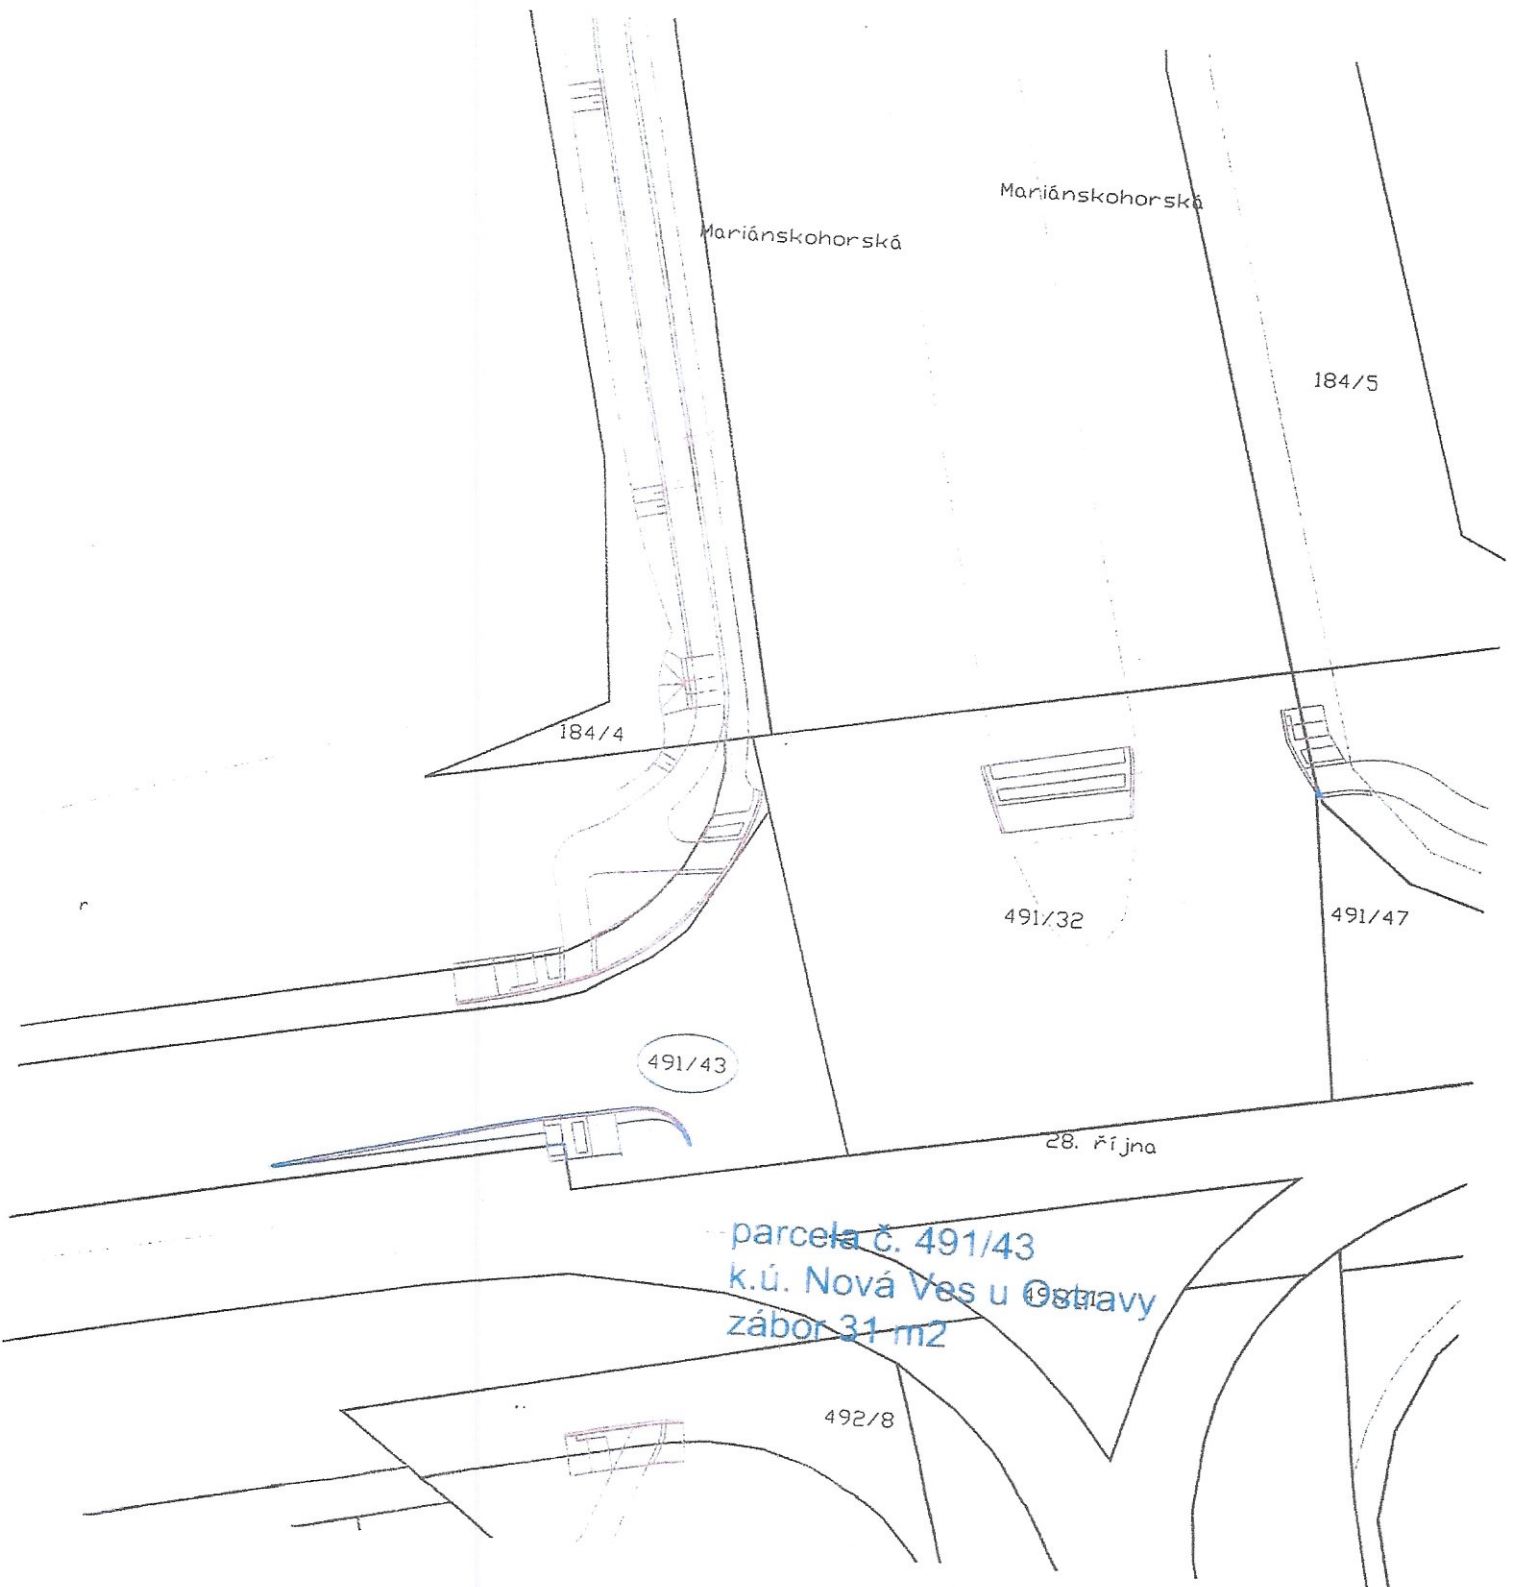 Mariánskohorská
Mariánskohorská
184/5
184/4
r
491/32
491/47
491/43
28. října
parcela č. 491/43
k.ú. Nová Ves u Ostravy
zábor 31 m2
492/8